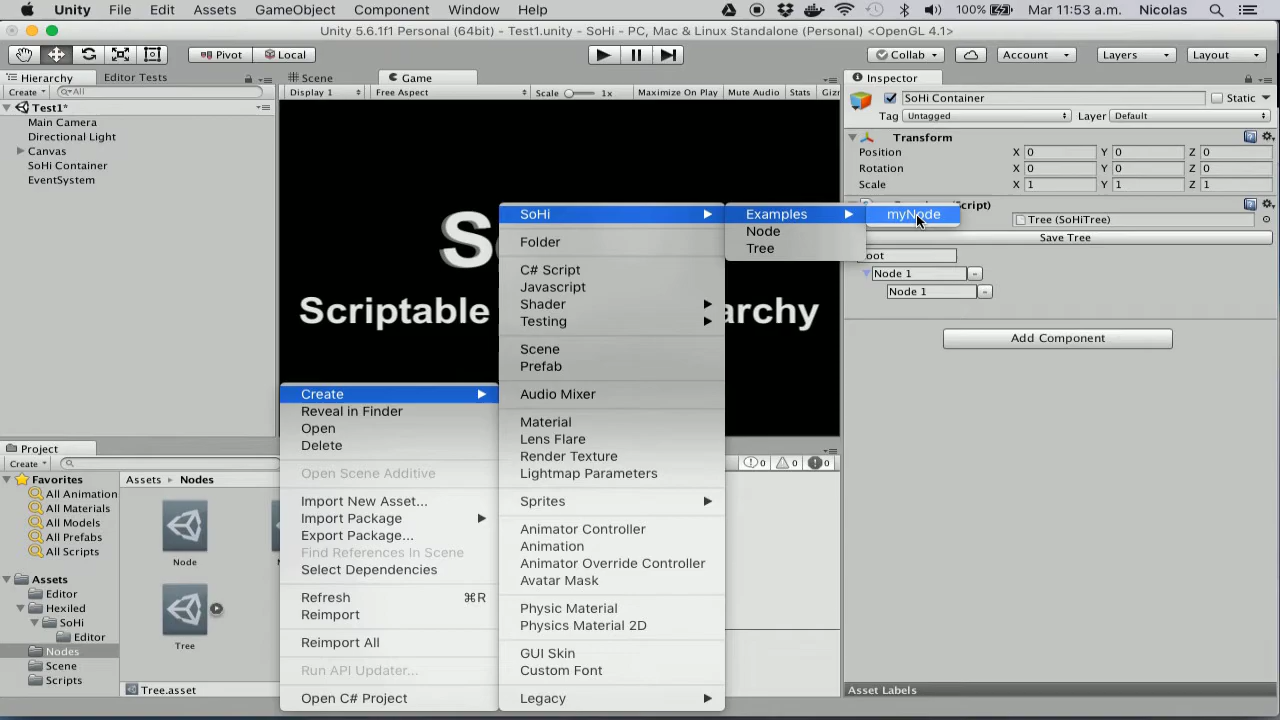 Unity File Edit Assets GameObject Component Window Help 100% Mar 11:53 a.m. Nicolas
Unity 5.6.1f1 Personal (64bit) - Test1.unity - SoHi - PC, Mac & Linux Standalone (Personal) <OpenGL 4.1>
Pivot Local Collab Account Layers Layout
Hierarchy Editor Tests
Create All
Test1*
Main Camera
Directional Light
Canvas
SoHi Container
EventSystem
Scene Game
Display 1 Free Aspect Scale 1x Maximize On Play Mute Audio Stats Giz
Scriptable
archy
Inspector
SoHi Container Static
Tag Untagged Layer Default
Transform
Position X 0 Y 0 Z 0
Rotation X 0 Y 0 Z 0
Scale X 1 Y 1 Z 1
(Script)
Tree (SoHiTree)
Save Tree
oot
Node 1 -
Node 1 -
Add Component
Asset Labels
SoHi
Folder
C# Script
Javascript
Shader
Testing
Scene
Prefab
Audio Mixer
Material
Lens Flare
Render Texture
Lightmap Parameters
Sprites
Animator Controller
Animation
Animator Override Controller
Avatar Mask
Physic Material
Physics Material 2D
GUI Skin
Custom Font
Legacy
Examples
Node
Tree
myNode
Create
Reveal in Finder
Open
Delete
Open Scene Additive
Import New Asset...
Import Package
Export Package...
Find References In Scene
Select Dependencies
Refresh ⌘R
Reimport
Reimport All
Run API Updater...
Open C# Project
Project
Create
Favorites
All Animation
All Materials
All Models
All Prefabs
All Scripts
Assets
Editor
Hexiled
SoHi
Editor
Nodes
Scene
Scripts
Assets Nodes
Node
Tree
Tree.asset
0 0 0